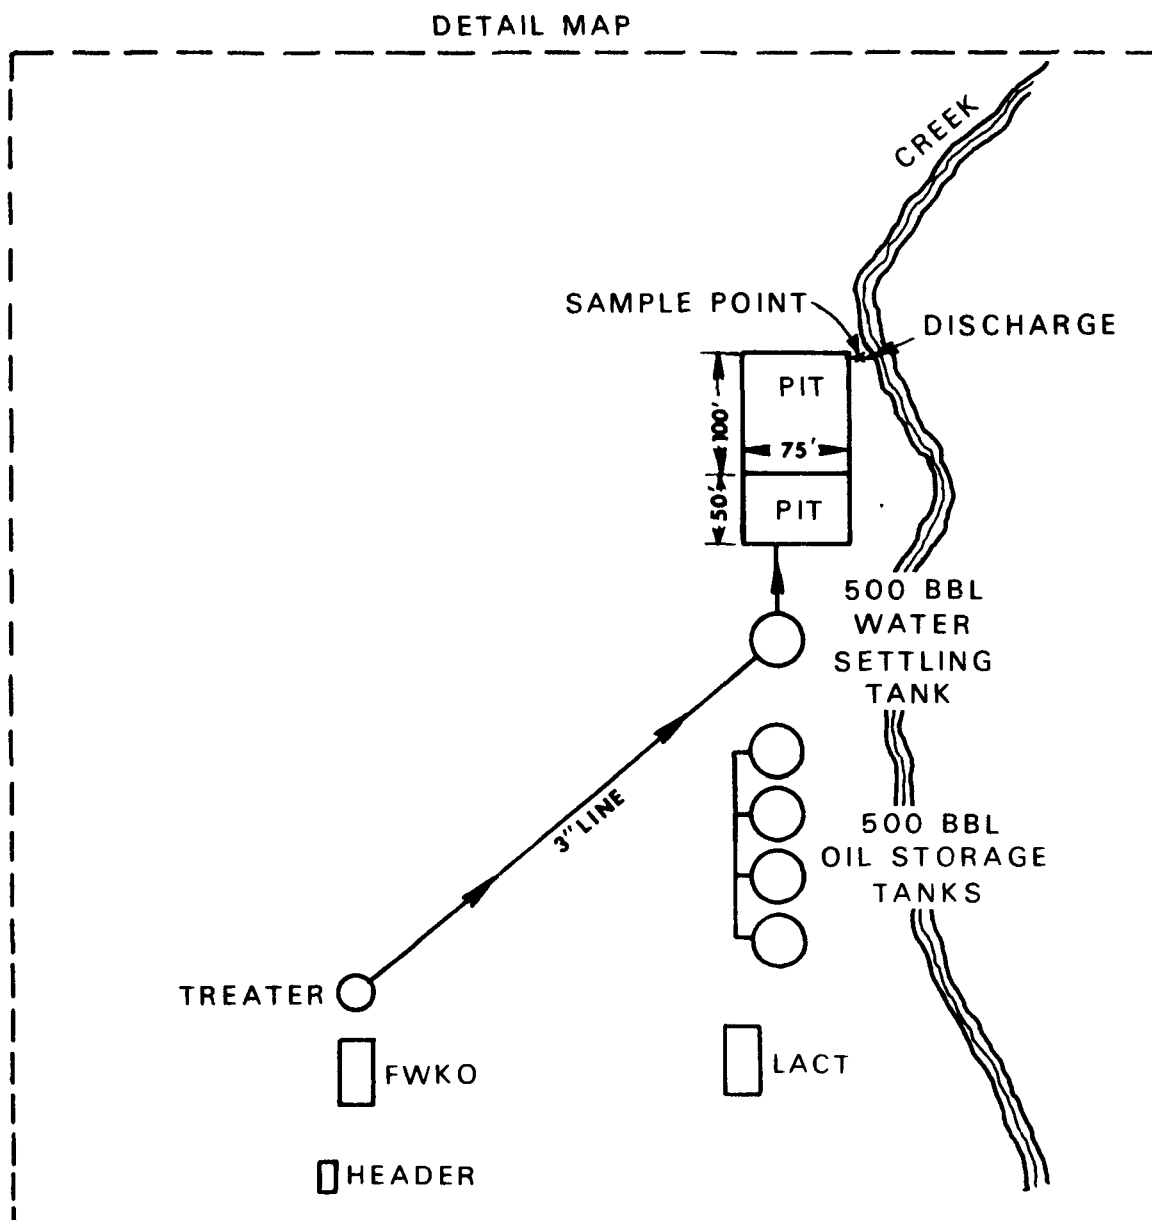 DETAIL MAP
CREEK
SAMPLE POINT
DISCHARGE
PIT
100'
75'
50'
PIT
500 BBL
WATER
SETTLING
TANK
3" LINE
500 BBL
OIL STORAGE
TANKS
TREATER
FWKO
LACT
HEADER